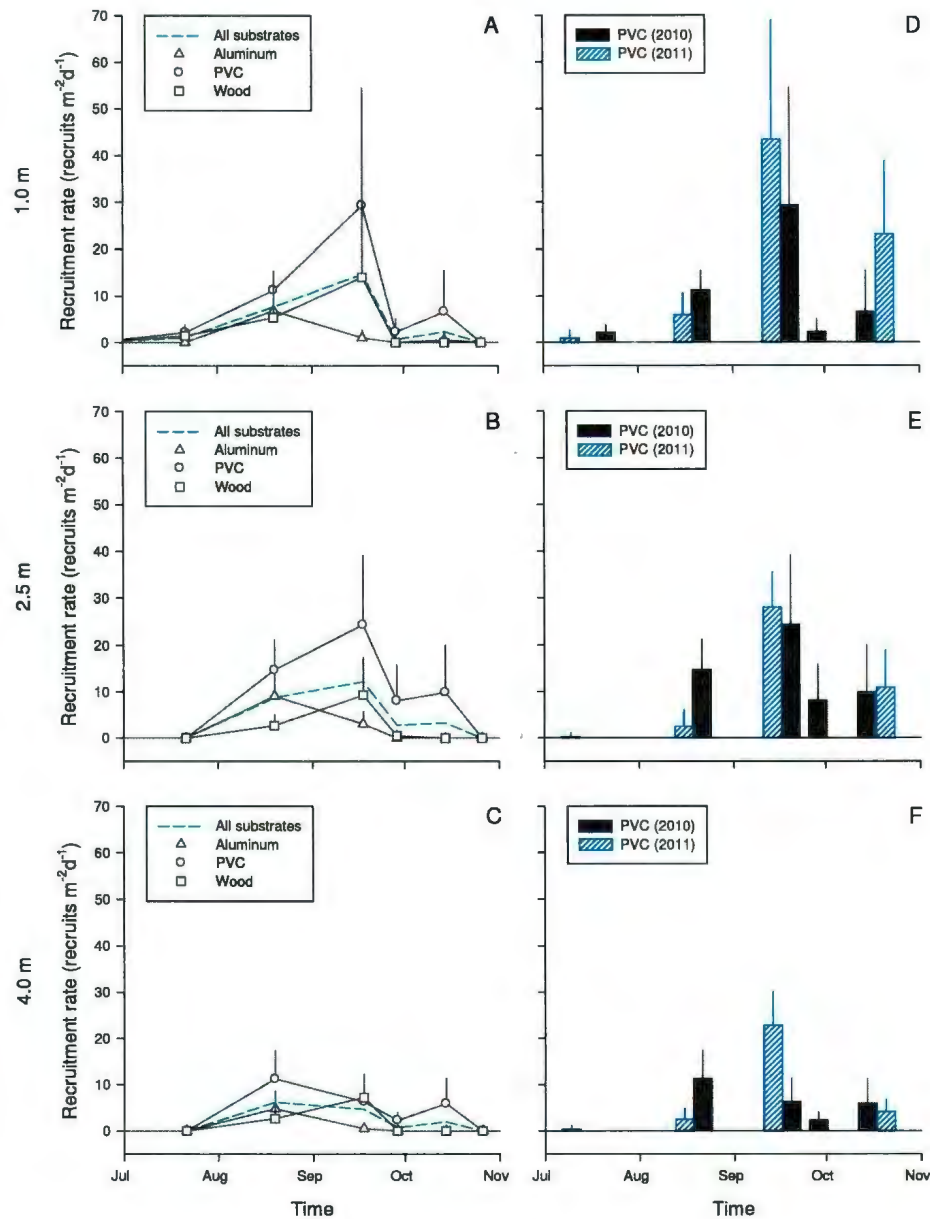 1.0 m
Recruitment rate (recruits m-2d-1)
70
60
50
40
30
20
10
0
A
All substrates
Aluminum
PVC
Wood
D
PVC (2010)
PVC (2011)
2.5 m
Recruitment rate (recruits m-2d-1)
70
60
50
40
30
20
10
0
B
All substrates
Aluminum
PVC
Wood
E
PVC (2010)
PVC (2011)
4.0 m
Recruitment rate (recruits m-2d-1)
70
60
50
40
30
20
10
0
C
All substrates
Aluminum
PVC
Wood
F
PVC (2010)
PVC (2011)
Jul Aug Sep Oct
Jul Aug Sep Oct Nov
Time
Time